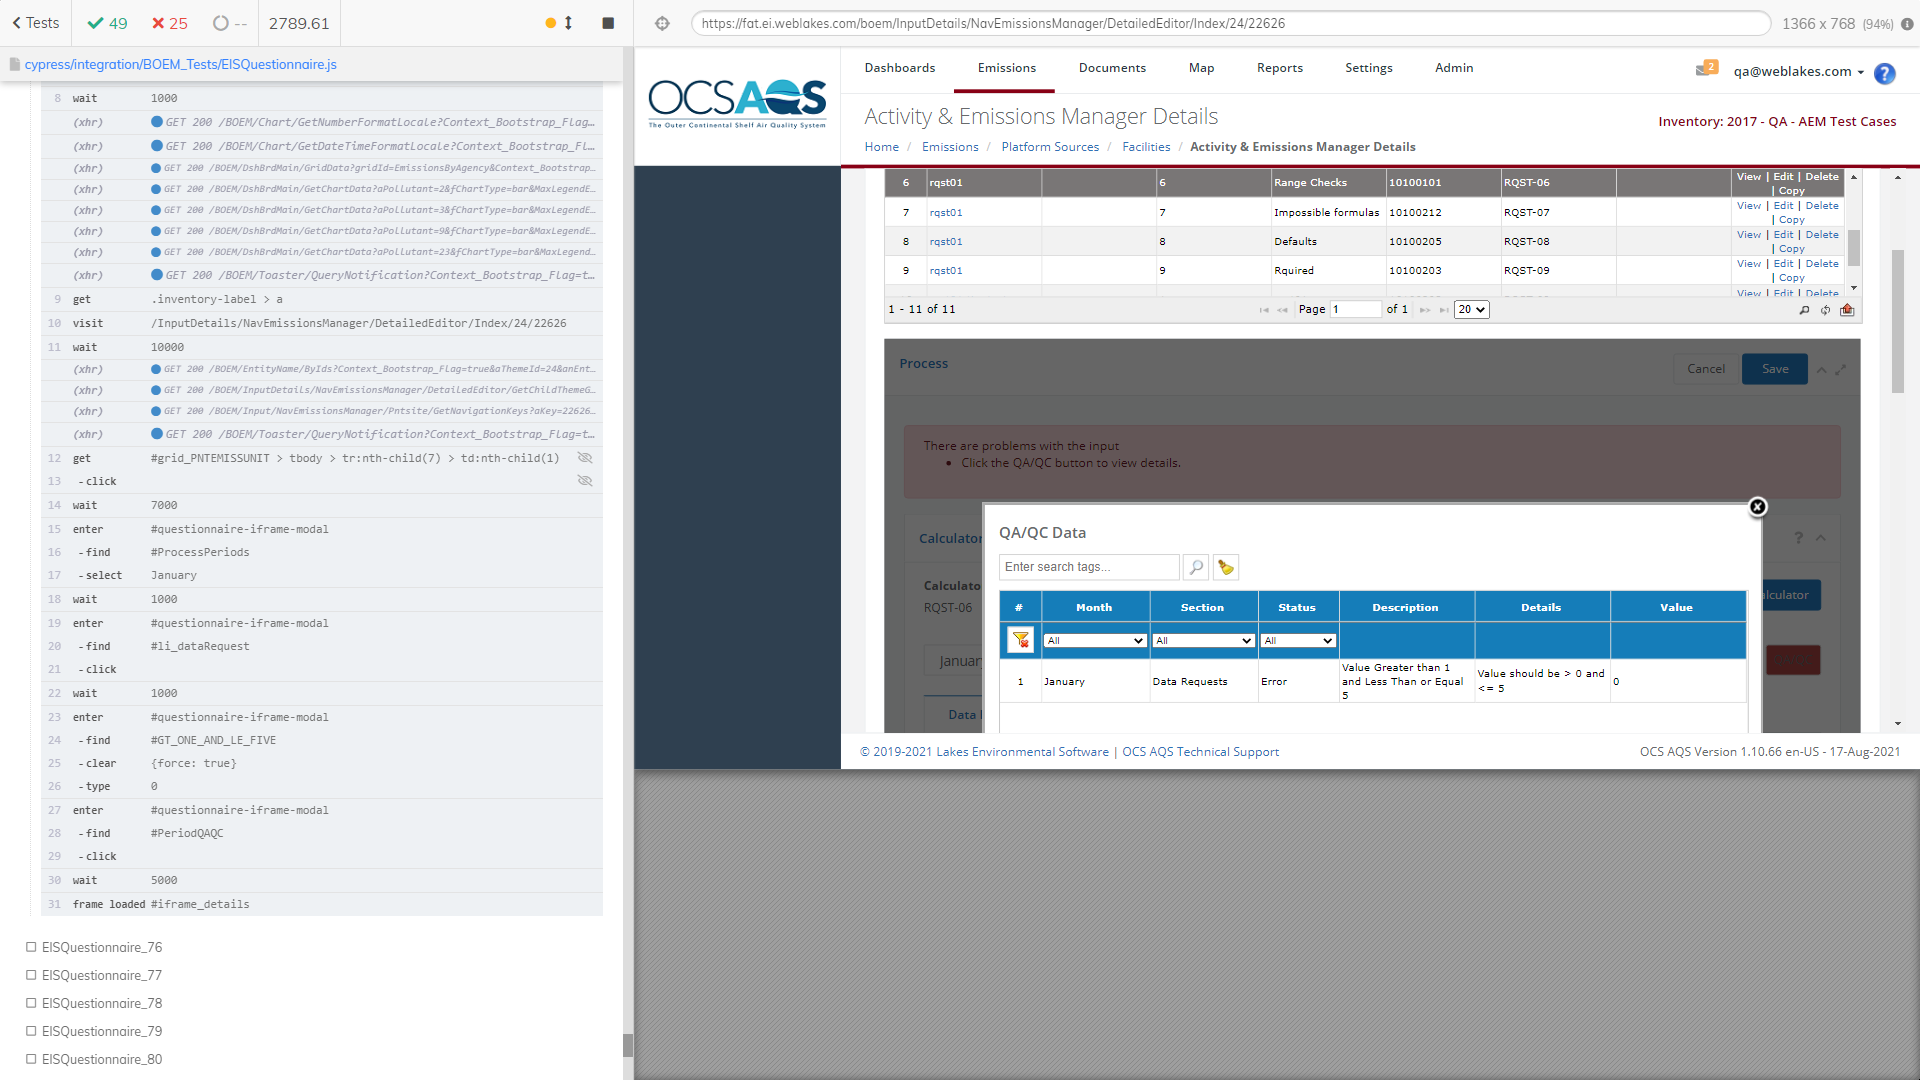 Tests
49
25
--
2789.61
cypress/integration/BOEM_Tests/EISQuestionnaire.js
8 wait 1000
(xhr) GET 200 /BOEM/Chart/GetNumberFormatLocale?Context_Bootstrap_Flag…
(xhr) GET 200 /BOEM/Chart/GetDateTimeFormatLocale?Context_Bootstrap_Fl…
(xhr) GET 200 /BOEM/DshBrdMain/GridData?gridId=EmissionsByAgency&Context_Bootstrap…
(xhr) GET 200 /BOEM/DshBrdMain/GetChartData?aPollutant=2&fChartType=bar&MaxLegendE…
(xhr) GET 200 /BOEM/DshBrdMain/GetChartData?aPollutant=3&fChartType=bar&MaxLegendE…
(xhr) GET 200 /BOEM/DshBrdMain/GetChartData?aPollutant=9&fChartType=bar&MaxLegendE…
(xhr) GET 200 /BOEM/DshBrdMain/GetChartData?aPollutant=23&fChartType=bar&MaxLegend…
(xhr) GET 200 /BOEM/Toaster/QueryNotification?Context_Bootstrap_Flag=t…
9 get .inventory-label > a
10 visit /InputDetails/NavEmissionsManager/DetailedEditor/Index/24/22626
11 wait 10000
(xhr) GET 200 /BOEM/EntityName/ByIds?Context_Bootstrap_Flag=true&aThemeId=24&anEnt…
(xhr) GET 200 /BOEM/InputDetails/NavEmissionsManager/DetailedEditor/GetChildThemeG…
(xhr) GET 200 /BOEM/Input/NavEmissionsManager/Pntsite/GetNavigationKeys?aKey=22626…
(xhr) GET 200 /BOEM/Toaster/QueryNotification?Context_Bootstrap_Flag=t…
12 get #grid_PNTEMISSUNIT > tbody > tr:nth-child(7) > td:nth-child(1)
13 -click
14 wait 7000
15 enter #questionnaire-iframe-modal
16 -find #ProcessPeriods
17 -select January
18 wait 1000
19 enter #questionnaire-iframe-modal
20 -find #li_dataRequest
21 -click
22 wait 1000
23 enter #questionnaire-iframe-modal
24 -find #GT_ONE_AND_LE_FIVE
25 -clear {force: true}
26 -type 0
27 enter #questionnaire-iframe-modal
28 -find #PeriodQAQC
29 -click
30 wait 5000
31 frame loaded #iframe_details
EISQuestionnaire_76
EISQuestionnaire_77
EISQuestionnaire_78
EISQuestionnaire_79
EISQuestionnaire_80
https://fat.ei.weblakes.com/boem/InputDetails/NavEmissionsManager/DetailedEditor/Index/24/22626
1366 x 768 (94%)
OCSAQS
The Outer Continental Shelf Air Quality System
Dashboards Emissions Documents Map Reports Settings Admin
2
qa@weblakes.com
?
Activity & Emissions Manager Details
Inventory: 2017 - QA - AEM Test Cases
Home / Emissions / Platform Sources / Facilities / Activity & Emissions Manager Details
6 rqst01 6 Range Checks 10100101 RQST-06 View | Edit | Delete | Copy
7 rqst01 7 Impossible formulas 10100212 RQST-07 View | Edit | Delete | Copy
8 rqst01 8 Defaults 10100205 RQST-08 View | Edit | Delete | Copy
9 rqst01 9 Rquired 10100203 RQST-09 View | Edit | Delete | Copy
View | Edit | Delete
1 - 11 of 11
Page 1 of 1 20
Process
Cancel
Save
There are problems with the input
Click the QA/QC button to view details.
Calculator
?
Calculato
RQST-06
lculator
Januar
Data
QA/QC Data
Enter search tags...
# Month Section Status Description Details Value
All All All
1 January Data Requests Error Value Greater than 1 and Less Than or Equal 5 Value should be > 0 and <= 5 0
© 2019-2021 Lakes Environmental Software | OCS AQS Technical Support
OCS AQS Version 1.10.66 en-US - 17-Aug-2021